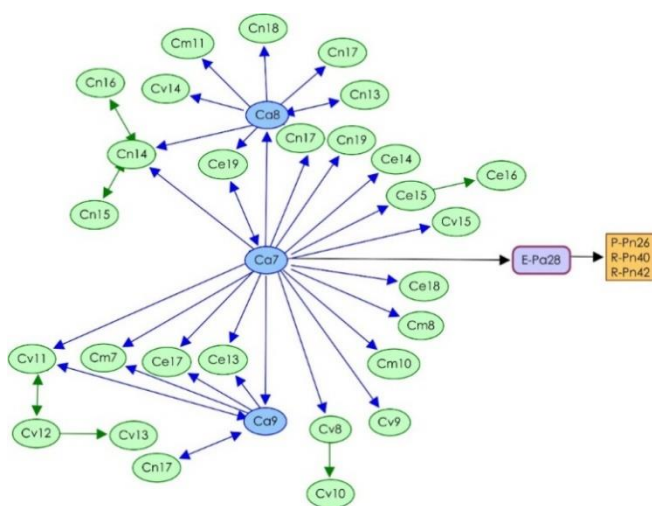 Cn18
Cm11
Cn17
Cn16
Cv14
Cn13
Ca8
Cn17
Cn19
Cn14
Ce19
Ce14
Ce16
Ce15
Cn15
Cv15
P-Pn26
Ca7
E-Pa28
R-Pn40
R-Pn42
Ce18
Cm8
Cv11
Cm7
Ce17
Ce13
Cm10
Ca9
Cv9
Cv12
Cv13
Cv8
Cn17
Cv10